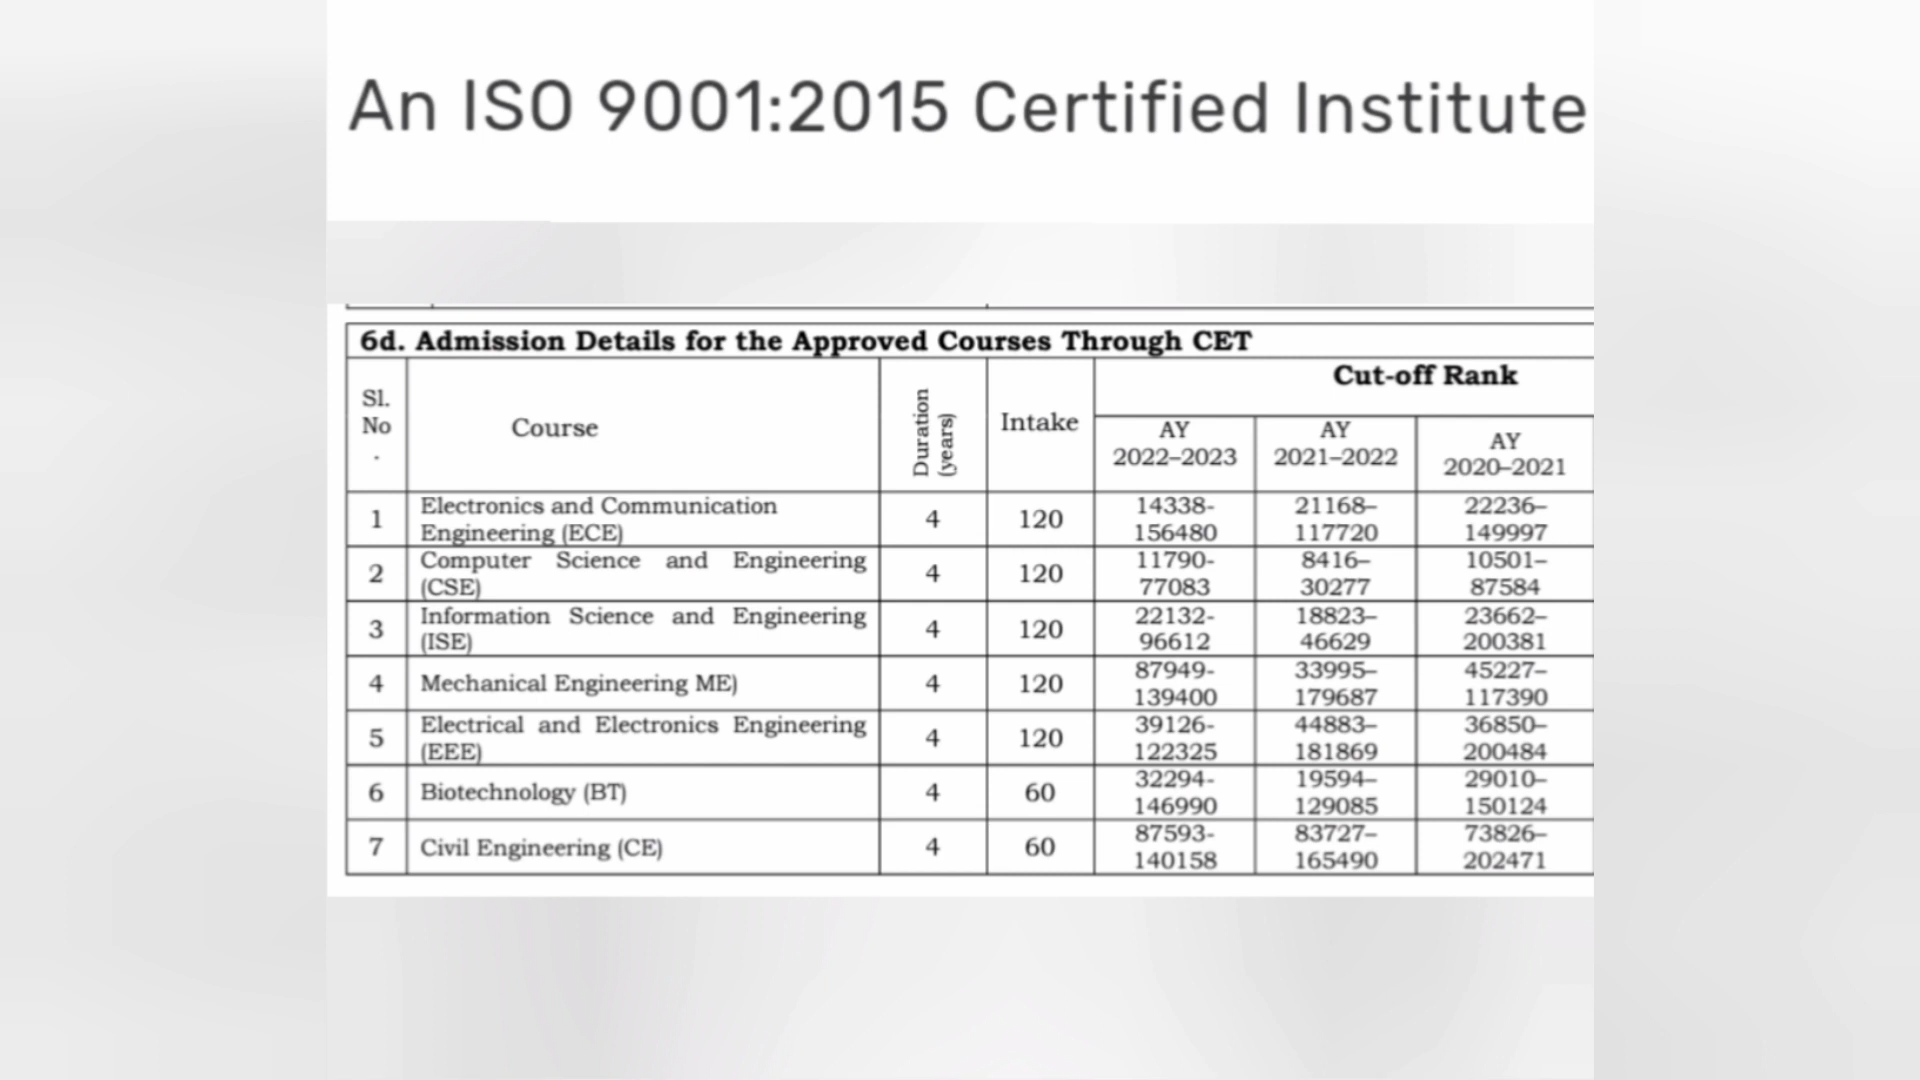 An ISO 9001:2015 Certified Institute
6d. Admission Details for the Approved Courses Through CET
Sl.
No
.
Course
Duration
(years)
Intake
Cut-off Rank
AY
2022–2023
AY
2021–2022
AY
2020–2021
1
Electronics and Communication
Engineering (ECE)
4
120
14338-
156480
21168–
117720
22236–
149997
2
Computer Science and Engineering
(CSE)
4
120
11790-
77083
8416–
30277
10501–
87584
3
Information Science and Engineering
(ISE)
4
120
22132-
96612
18823–
46629
23662–
200381
4
Mechanical Engineering ME)
4
120
87949-
139400
33995–
179687
45227–
117390
5
Electrical and Electronics Engineering
(EEE)
4
120
39126-
122325
44883–
181869
36850–
200484
6
Biotechnology (BT)
4
60
32294-
146990
19594–
129085
29010–
150124
7
Civil Engineering (CE)
4
60
87593-
140158
83727–
165490
73826–
202471